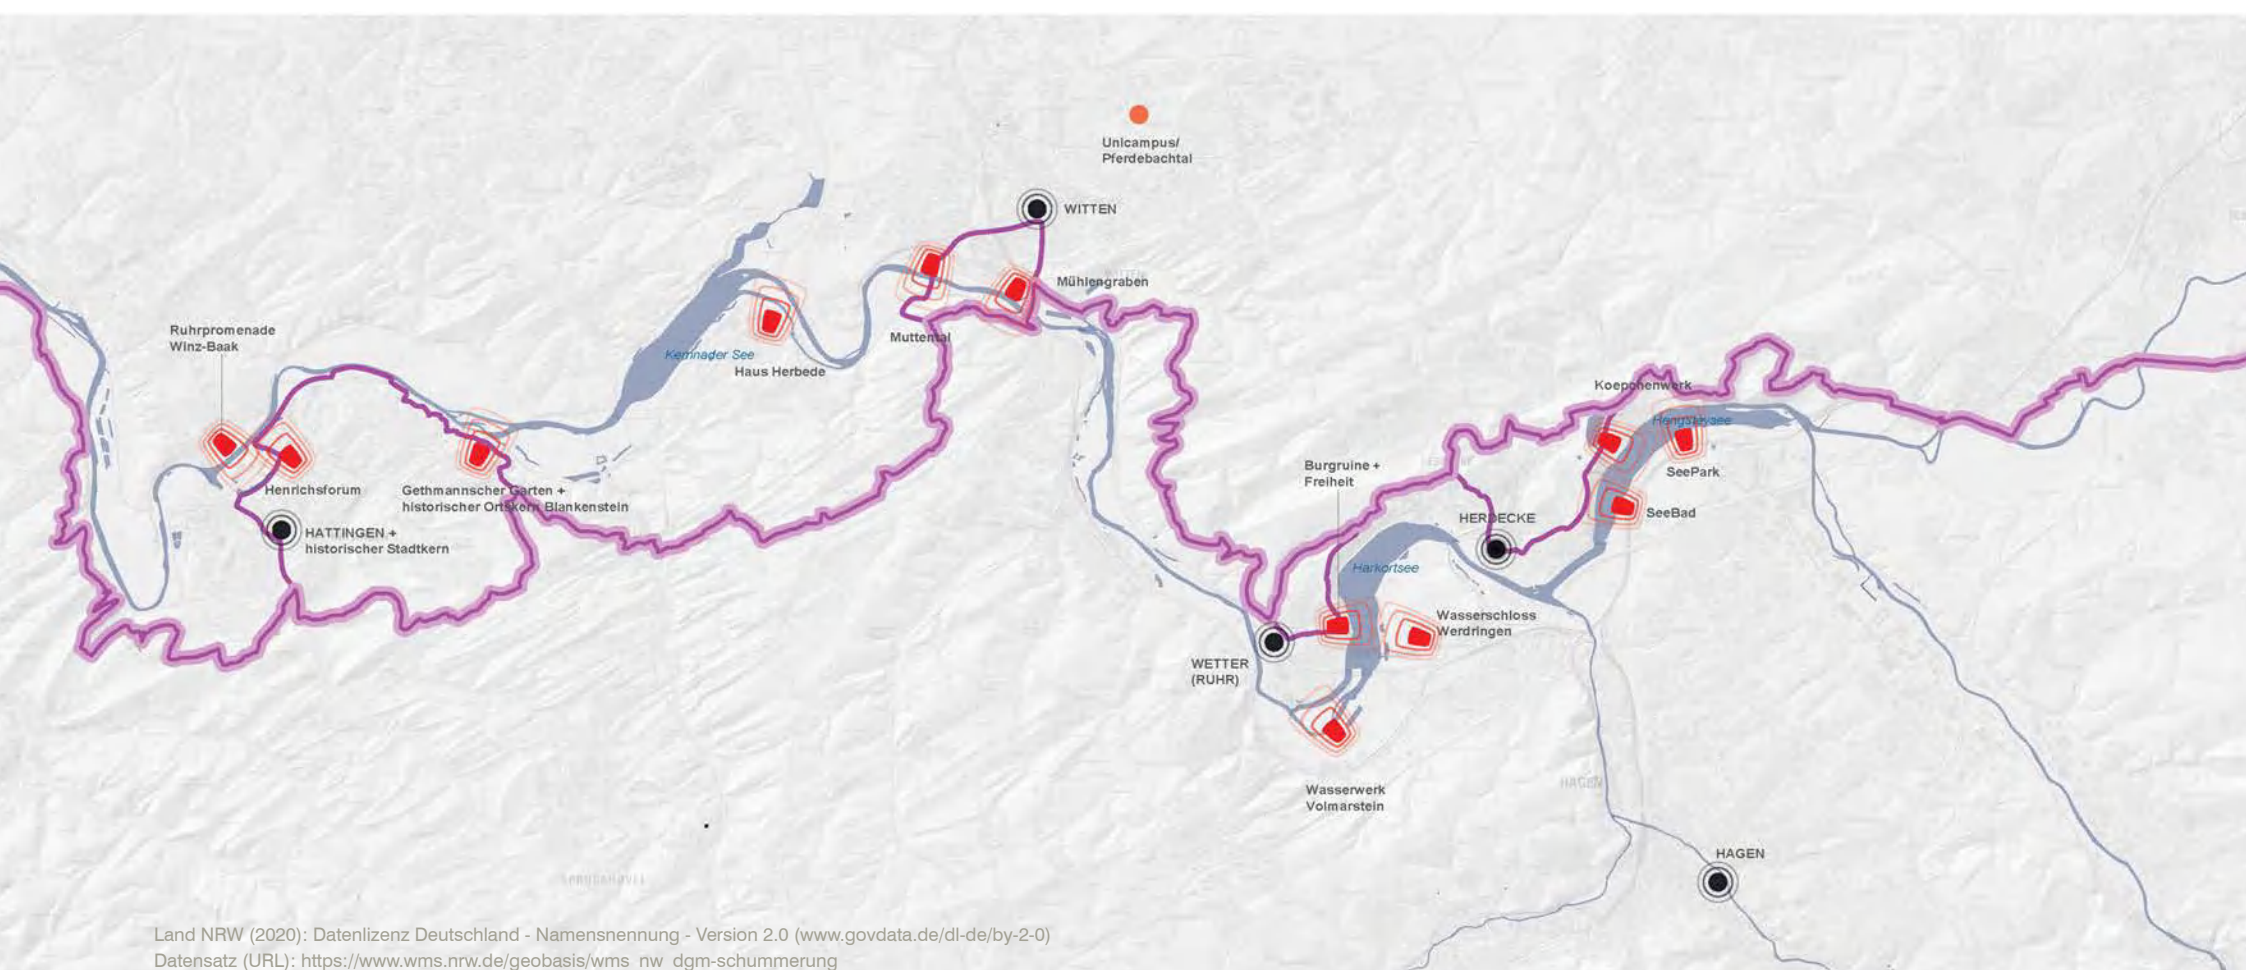 Unicampus/
Pferdebachtal
WITTEN
Mühlengraben
WITTEN
Ruhrpromenade
Winz-Baak
Muttental
Kemnader See
Haus Herbede
Koepchenwerk
Hengsteysee
Burgruine +
Freiheit
SeePark
Henrichsforum
Gethmannscher Garten +
historischer Ortskern Blankenstein
SeeBad
HERDECKE
HATTINGEN +
historischer Stadtkern
Harkortsee
Wasserschloss
Werdringen
WETTER
(RUHR)
HAGEN
Wasserwerk
Volmarstein
HAGEN
SPROCKHÖVEL
Land NRW (2020): Datenlizenz Deutschland - Namensnennung - Version 2.0 (www.govdata.de/dl-de/by-2-0)
Datensatz (URL): https://www.wms.nrw.de/geobasis/wms_nw_dgm-schummerung